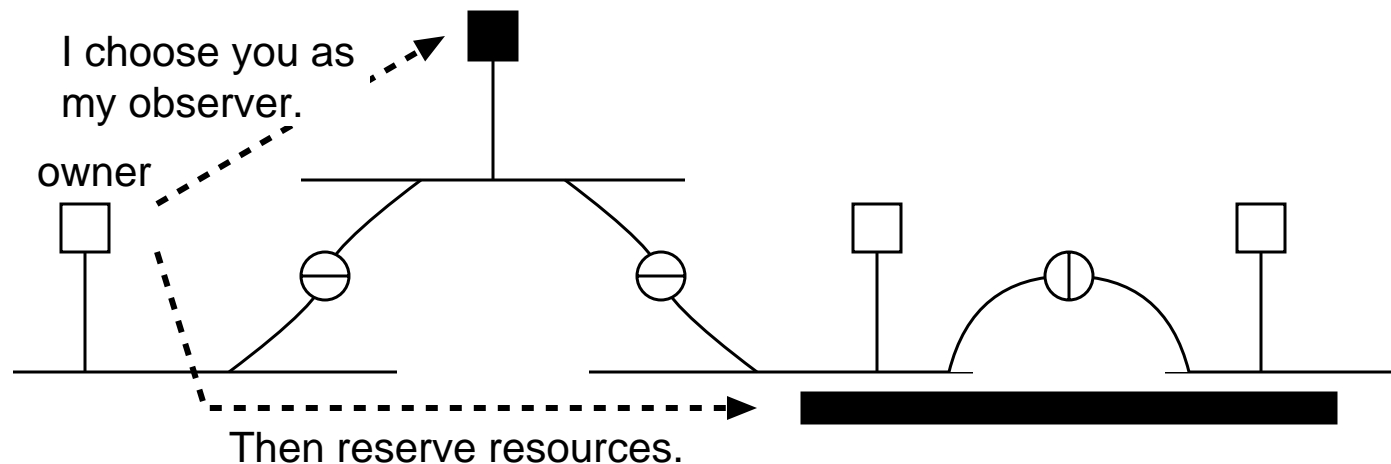 I choose you as
my observer.
owner
Then reserve resources.